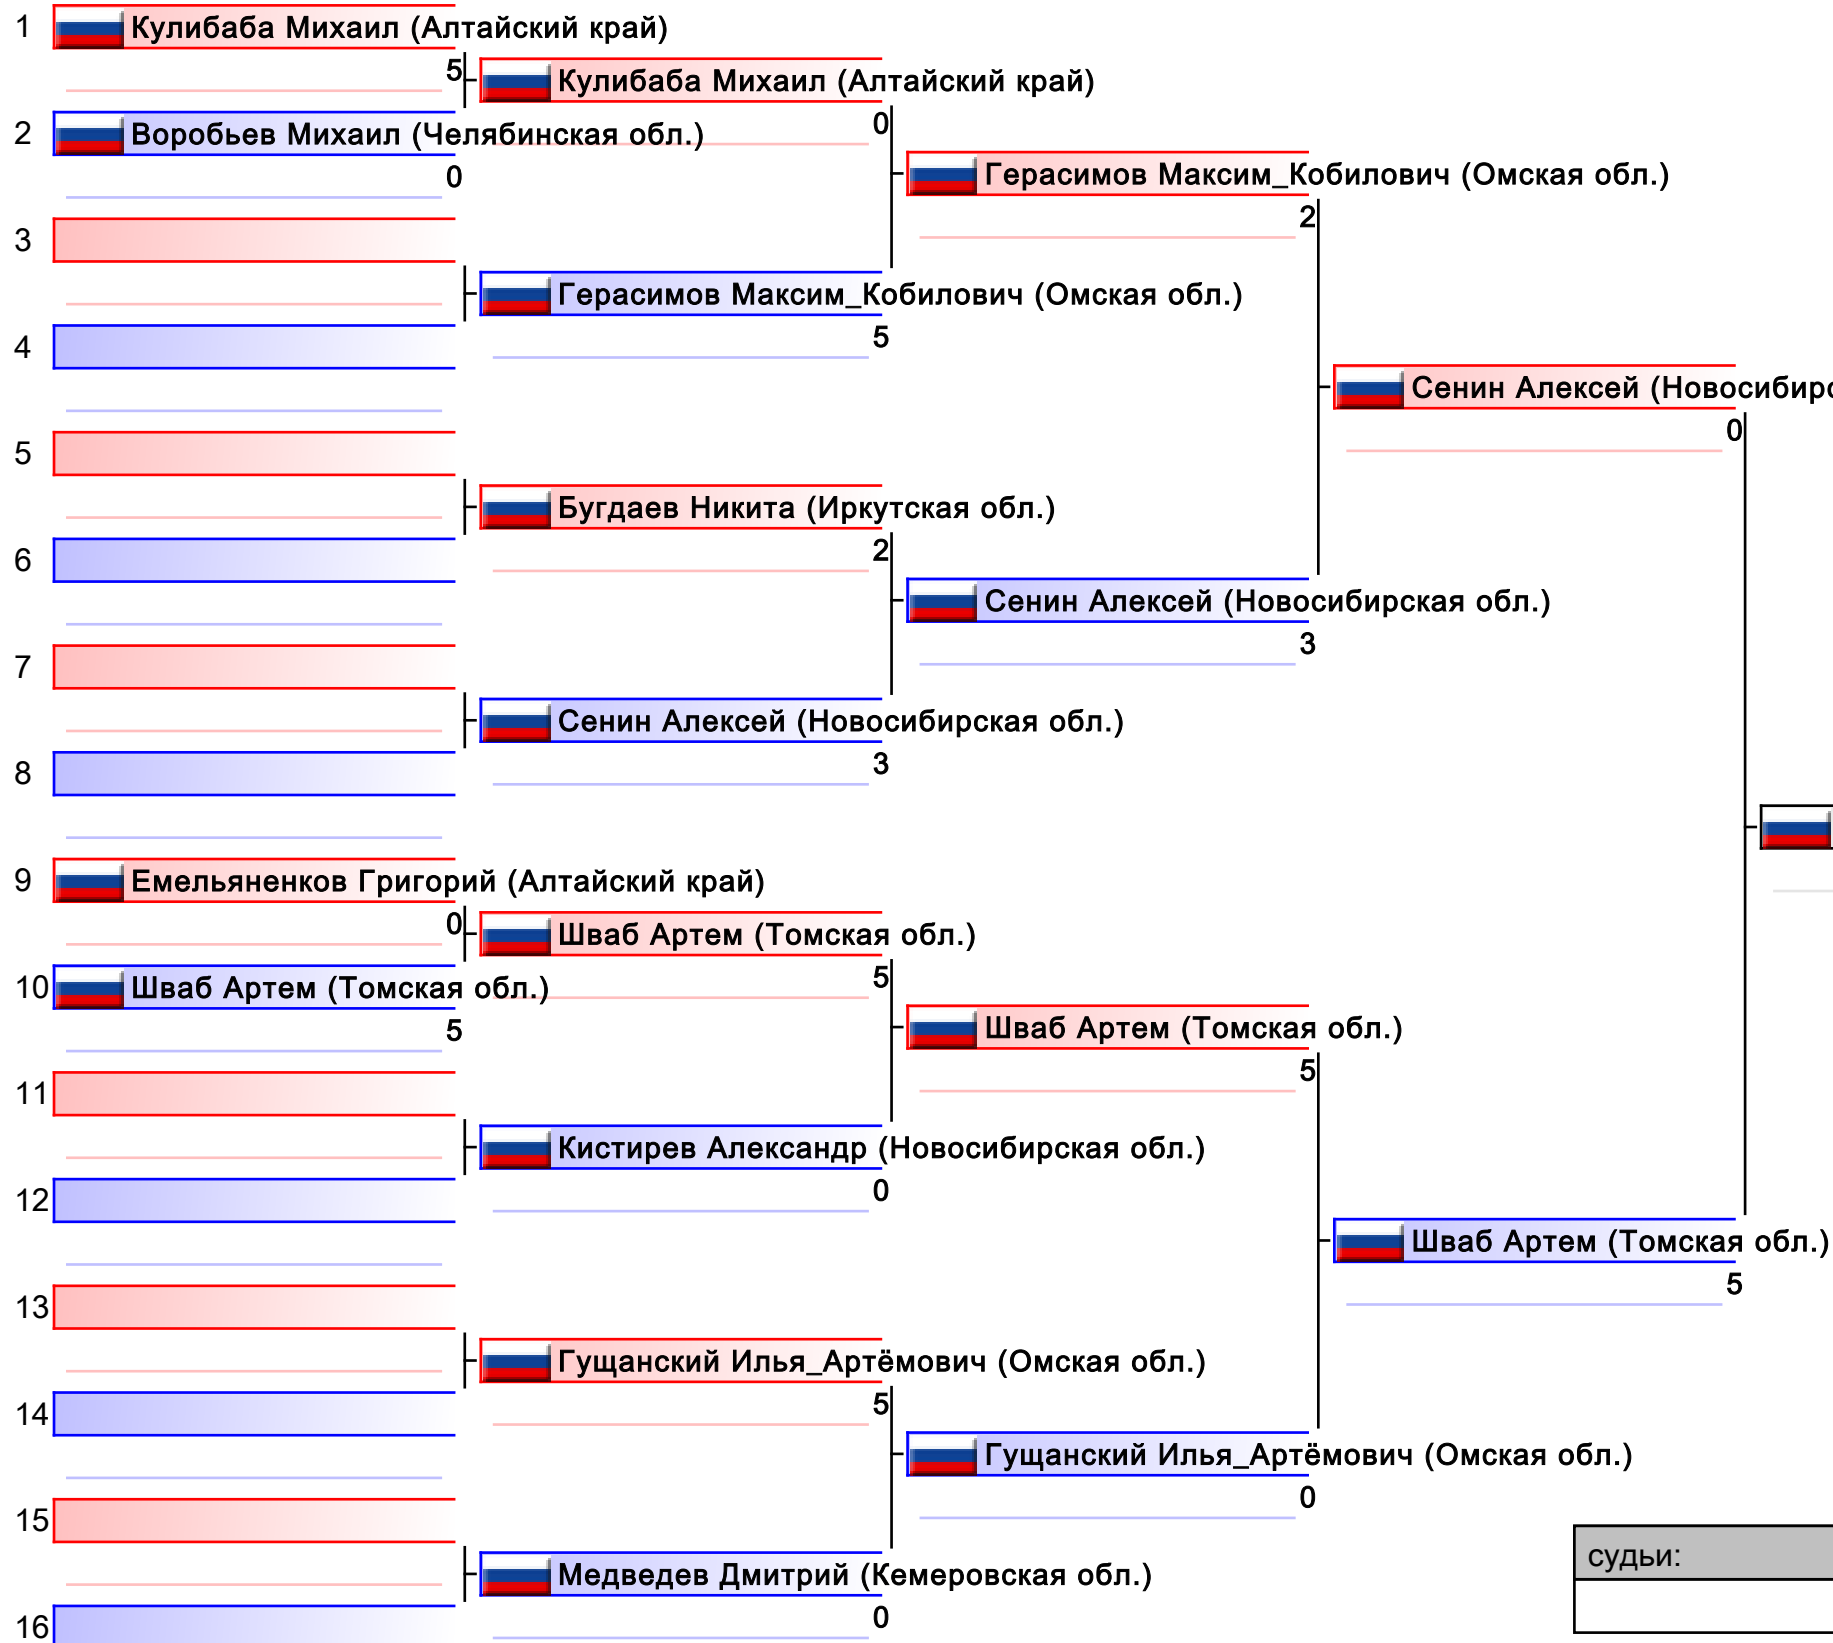 1 Кулибаба Михаил (Алтайский край)
5 Кулибаба Михаил (Алтайский край)
2 Воробьев Михаил (Челябинская обл.) 0
0 Герасимов Максим_Кобилович (Омская обл.)
3 2
Герасимов Максим_Кобилович (Омская обл.)
4 5
Сенин Алексей (Новосибирс
5 0
Бугдаев Никита (Иркутская обл.)
6 2
Сенин Алексей (Новосибирская обл.)
7 3
Сенин Алексей (Новосибирская обл.)
8 3
9 Емельяненков Григорий (Алтайский край)
0 Шваб Артем (Томская обл.)
10 Шваб Артем (Томская обл.) 5
5 Шваб Артем (Томская обл.)
11 5
Кистирев Александр (Новосибирская обл.)
12 0
Шваб Артем (Томская обл.)
13 5
Гущанский Илья_Артёмович (Омская обл.)
14 5
Гущанский Илья_Артёмович (Омская обл.)
15 0
судьи:
Медведев Дмитрий (Кемеровская обл.)
16 0